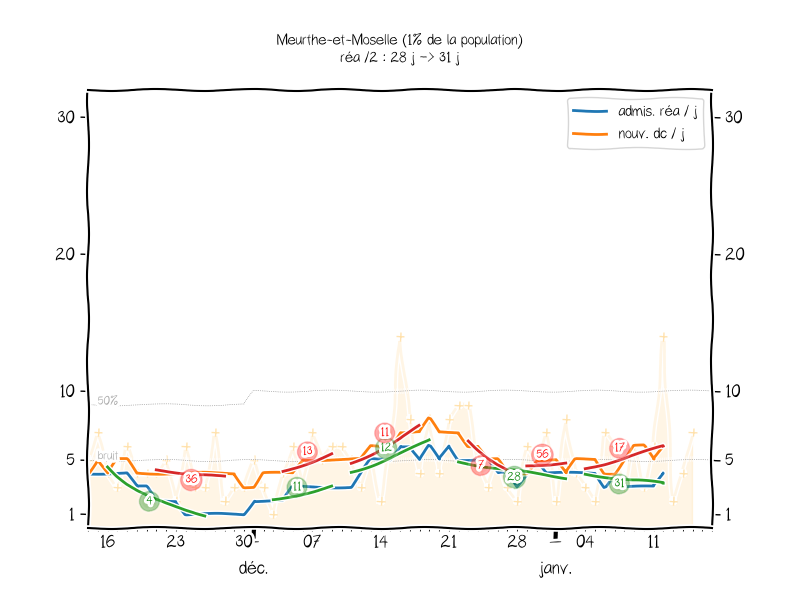 Meurthe-et-Moselle (1% de la population)
réa /2 : 28 j -> 31 j
admis. réa / j
nouv. dc / j
30 30
20 20
10 10
50%
bruit
5 5
1 1
36
4
13
11
11
12
7
28
56
17
31
16 23 30 07 14 21 28 04 11
déc. janv.